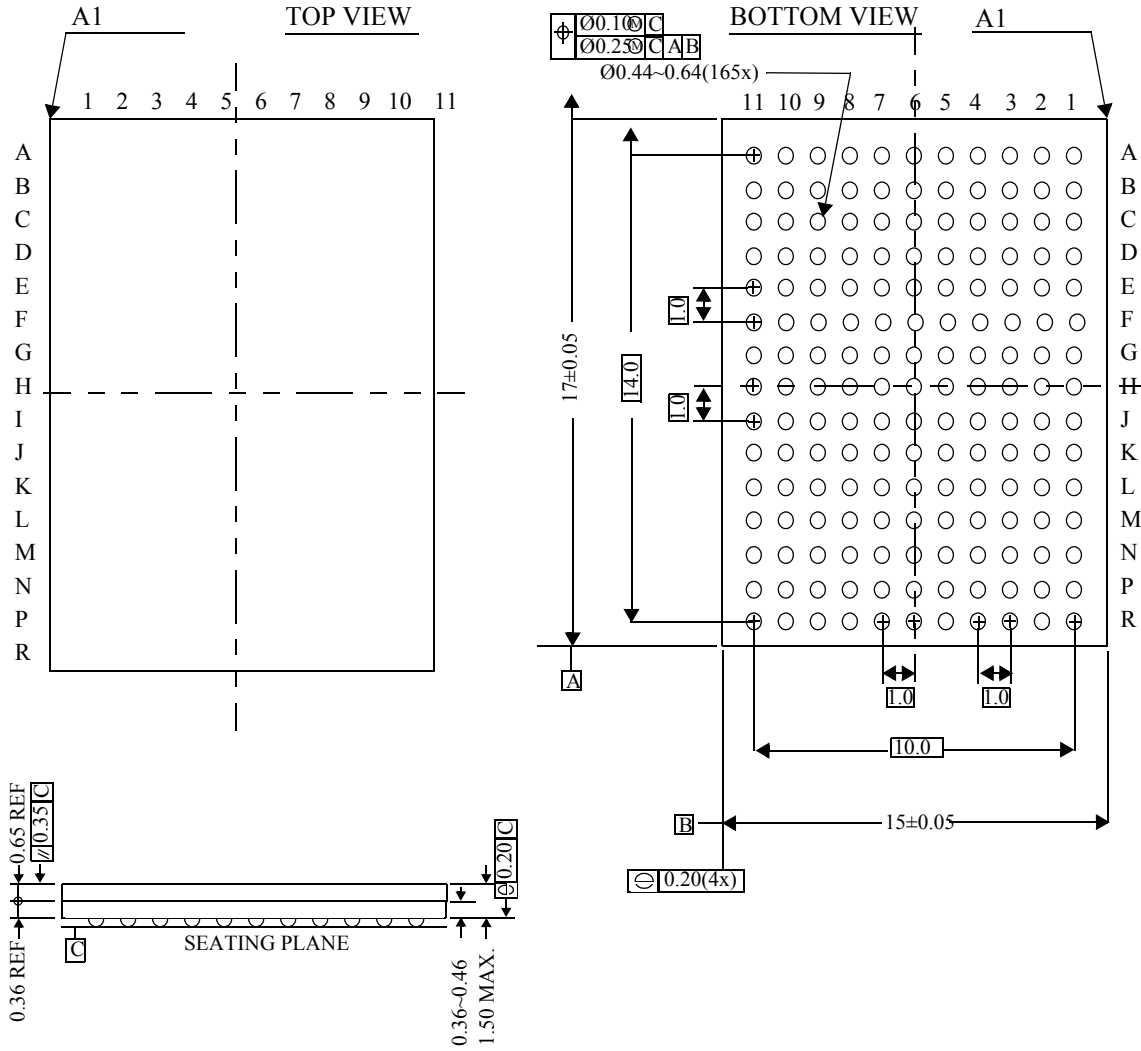 A1
TOP VIEW
1 2 3 4 5 6 7 8 9 10 11
A
B
C
D
E
F
G
H
I
J
K
L
M
N
P
R
Ø0.10Ⓜ C
Ø0.25Ⓜ C A B
BOTTOM VIEW
A1
Ø0.44~0.64(165x)
11 10 9 8 7 6 5 4 3 2 1
A
B
C
D
E
F
G
H
J
K
L
M
N
P
R
1.0
1.0
17±0.05
14.0
A
1.0
1.0
10.0
B
15±0.05
0.20(4x)
0.65 REF
// 0.35 C
0.20 C
C
SEATING PLANE
0.36 REF
0.36~0.46
1.50 MAX.